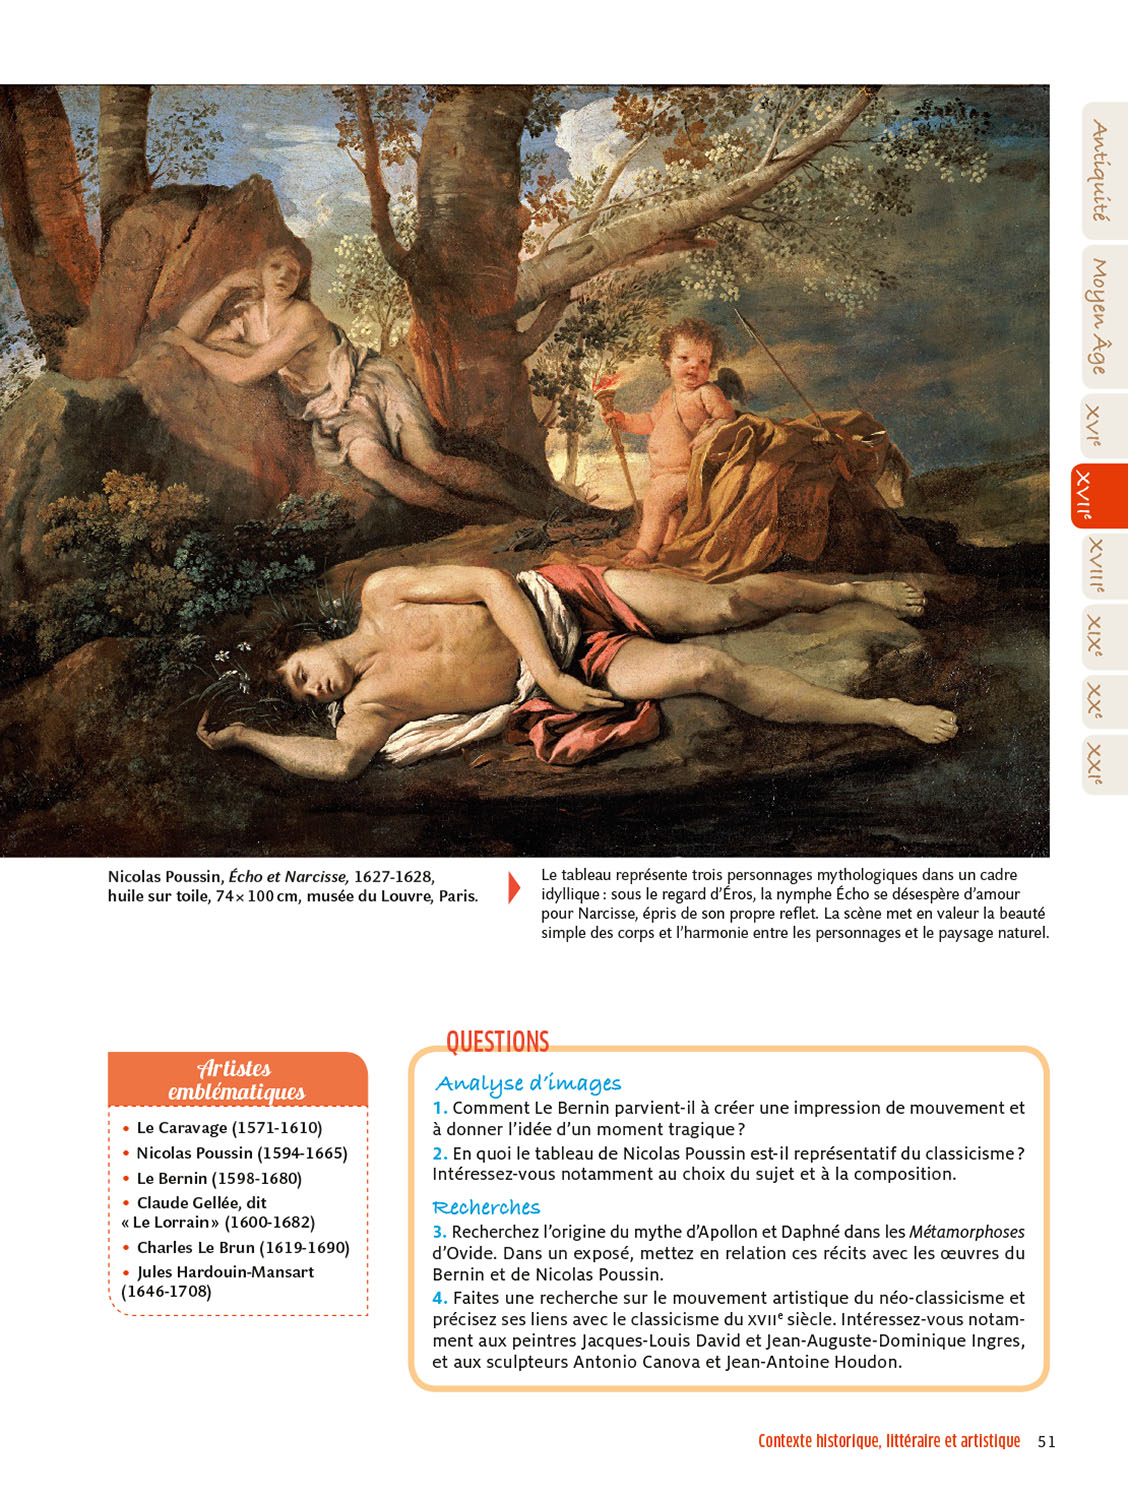 Antiquité
Moyen Âge
XVIe
XVIIe
XVIIIe
XIXe
XXe
XXIe
Nicolas Poussin, Écho et Narcisse, 1627-1628,
huile sur toile, 74 × 100 cm, musée du Louvre, Paris.
Le tableau représente trois personnages mythologiques dans un cadre
idyllique : sous le regard d’Éros, la nymphe Écho se désespère d’amour
pour Narcisse, épris de son propre reflet. La scène met en valeur la beauté
simple des corps et l’harmonie entre les personnages et le paysage naturel.
Artistes
emblématiques
• Le Caravage (1571-1610)
• Nicolas Poussin (1594-1665)
• Le Bernin (1598-1680)
• Claude Gellée, dit
« Le Lorrain » (1600-1682)
• Charles Le Brun (1619-1690)
• Jules Hardouin-Mansart
(1646-1708)
QUESTIONS
Analyse d’images
1. Comment Le Bernin parvient-il à créer une impression de mouvement et
à donner l’idée d’un moment tragique ?
2. En quoi le tableau de Nicolas Poussin est-il représentatif du classicisme ?
Intéressez-vous notamment au choix du sujet et à la composition.
Recherches
3. Recherchez l’origine du mythe d’Apollon et Daphné dans les Métamorphoses
d’Ovide. Dans un exposé, mettez en relation ces récits avec les œuvres du
Bernin et de Nicolas Poussin.
4. Faites une recherche sur le mouvement artistique du néo-classicisme et
précisez ses liens avec le classicisme du XVIIe siècle. Intéressez-vous notam-
ment aux peintres Jacques-Louis David et Jean-Auguste-Dominique Ingres,
et aux sculpteurs Antonio Canova et Jean-Antoine Houdon.
Contexte historique, littéraire et artistique 51